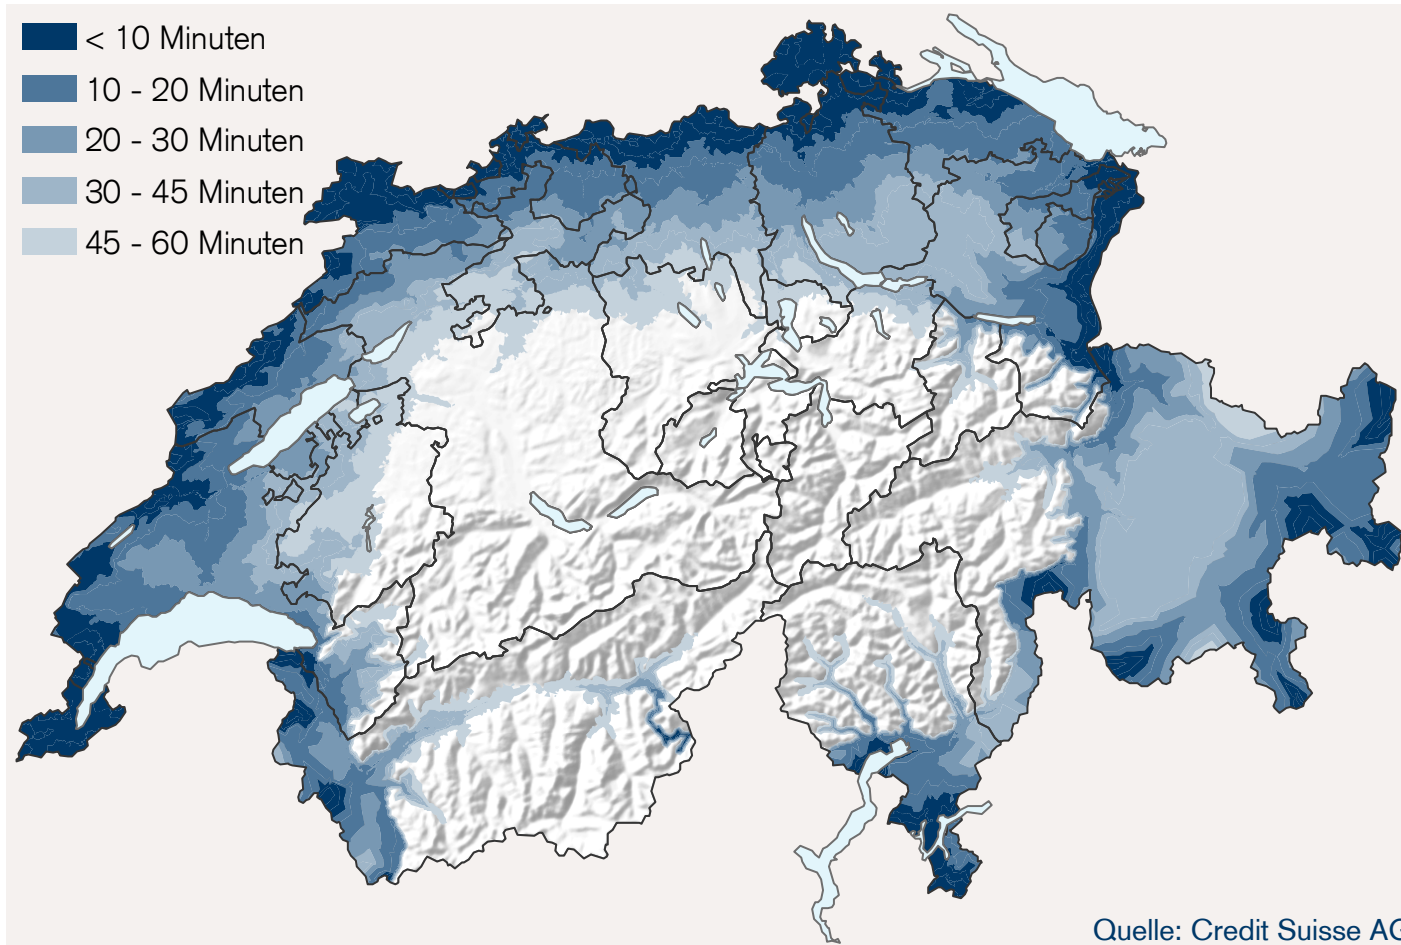 < 10 Minuten
10 - 20 Minuten
20 - 30 Minuten
30 - 45 Minuten
45 - 60 Minuten
Quelle: Credit Suisse AG